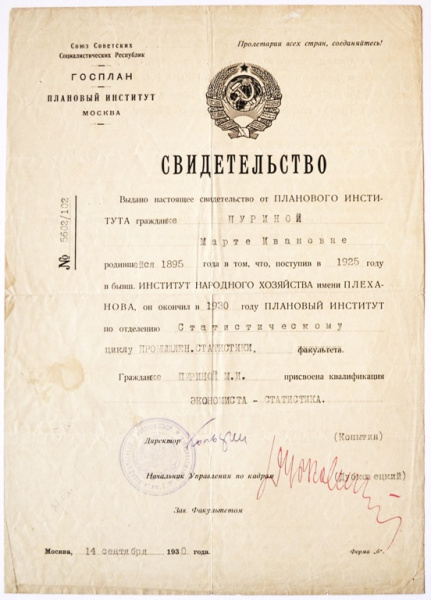 Союз Советских
Социалистических Республик
ГОСПЛАН
ПЛАНОВЫЙ ИНСТИТУТ
МОСКВА
Пролетарии всех стран, соединяйтесь!
СВИДЕТЕЛЬСТВО
№ 5602/102
Выдано настоящее свидетельство от ПЛАНОВОГО ИНСТИ-
ТУТА гражданке ПУРИНОЙ
Марте Ивановне
родившейся 1895 года в том, что, поступив в 1925 году
в бывш. ИНСТИТУТ НАРОДНОГО ХОЗЯЙСТВА имени ПЛЕХА-
НОВА, он окончил в 1930 году ПЛАНОВЫЙ ИНСТИТУТ
по отделению Статистическому
циклу ПРОМЫШЛЕН.СТАТИСТИКИ. факультета.
Гражданке ПУРИНОЙ М.И. присвоена квалификация
ЭКОНОМИСТА - СТАТИСТИКА.
Директор (Копытин)
Начальник Управления по кадрам
Зав. Факультетом
Москва, 14 сентября 1930 года.
Форма №.